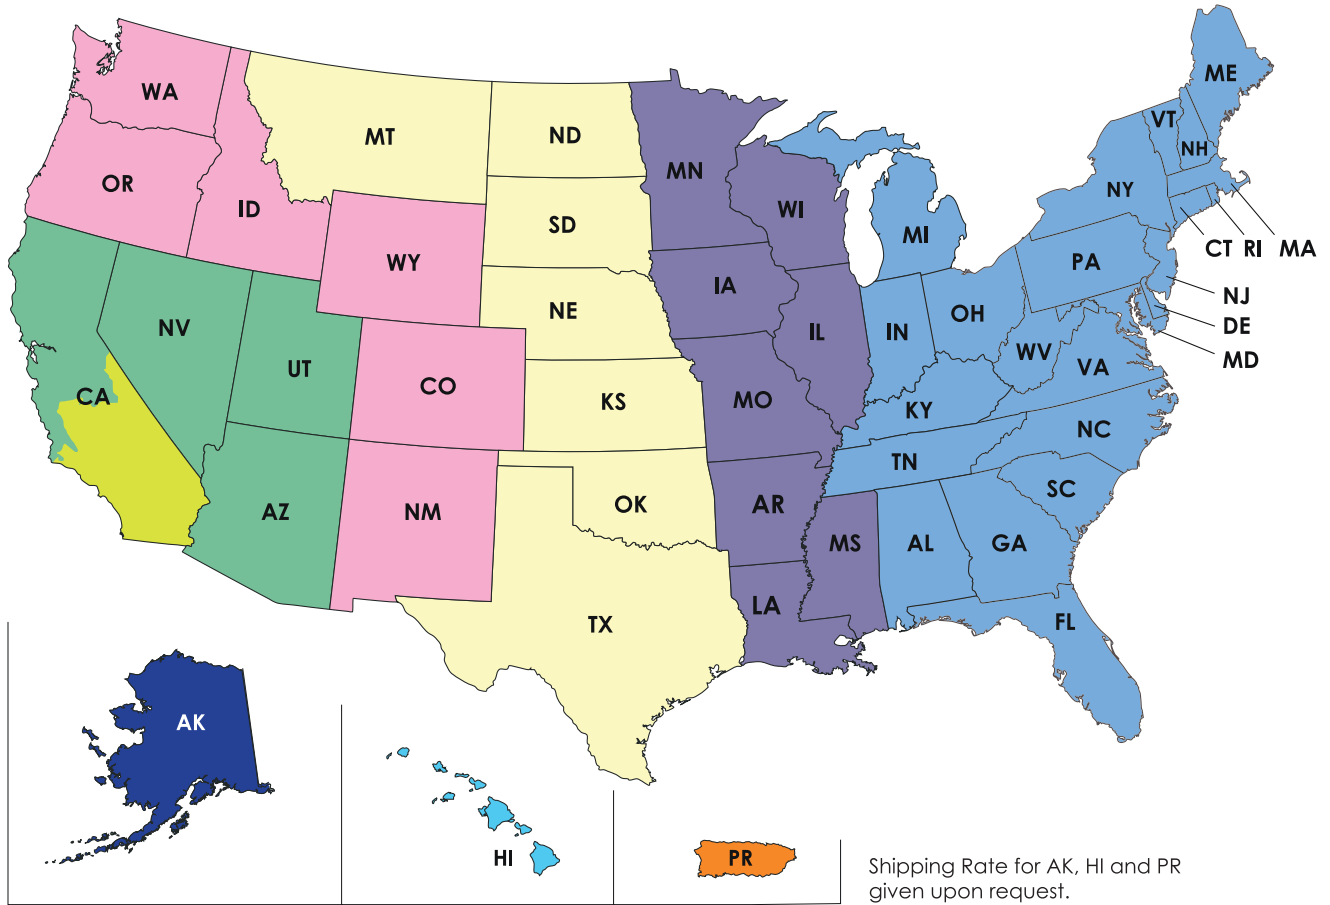 WA
MT
ND
MN
ME
VT
NH
OR
ID
SD
WI
NY
MI
WY
IA
PA
CT RI MA
NV
NE
IL
IN
OH
NJ
DE
MD
UT
CO
KS
MO
WV
VA
CA
KY
NC
TN
SC
AZ
NM
OK
AR
MS
AL
GA
TX
LA
FL
AK
HI
PR
Shipping Rate for AK, HI and PR
given upon request.